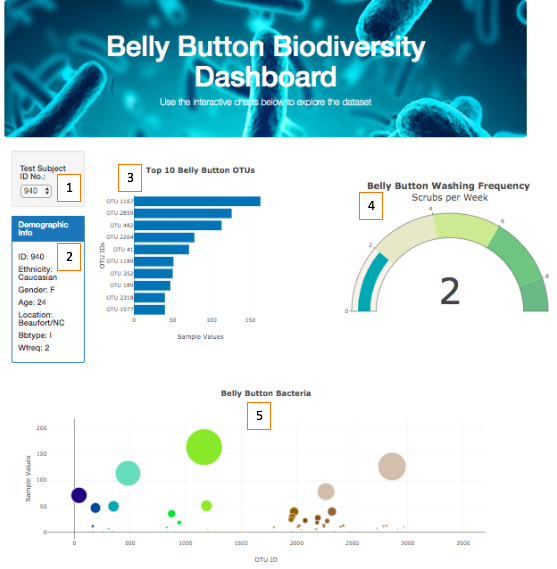 Belly Button Biodiversity
Dashboard
Use the interactive charts below to explore the dataset
Test Subject
ID No.:
940
1
Demographic
Info
2
ID: 940
Ethnicity:
Caucasian
Gender: F
Age: 24
Location:
Beaufort/NC
Bbtype: I
Wfreq: 2
3
Top 10 Belly Button OTUs
OTU IDs
OTU 1167
OTU 2859
OTU 482
OTU 2264
OTU 41
OTU 1189
OTU 352
OTU 189
OTU 2318
OTU 1977
0 50 100 150
Sample Values
Belly Button Washing Frequency
Scrubs per Week
4
0
2
4
6
8
2
Belly Button Bacteria
5
Sample Values
200
150
100
50
0
0 500 1000 1500 2000 2500 3000 3500
OTU ID